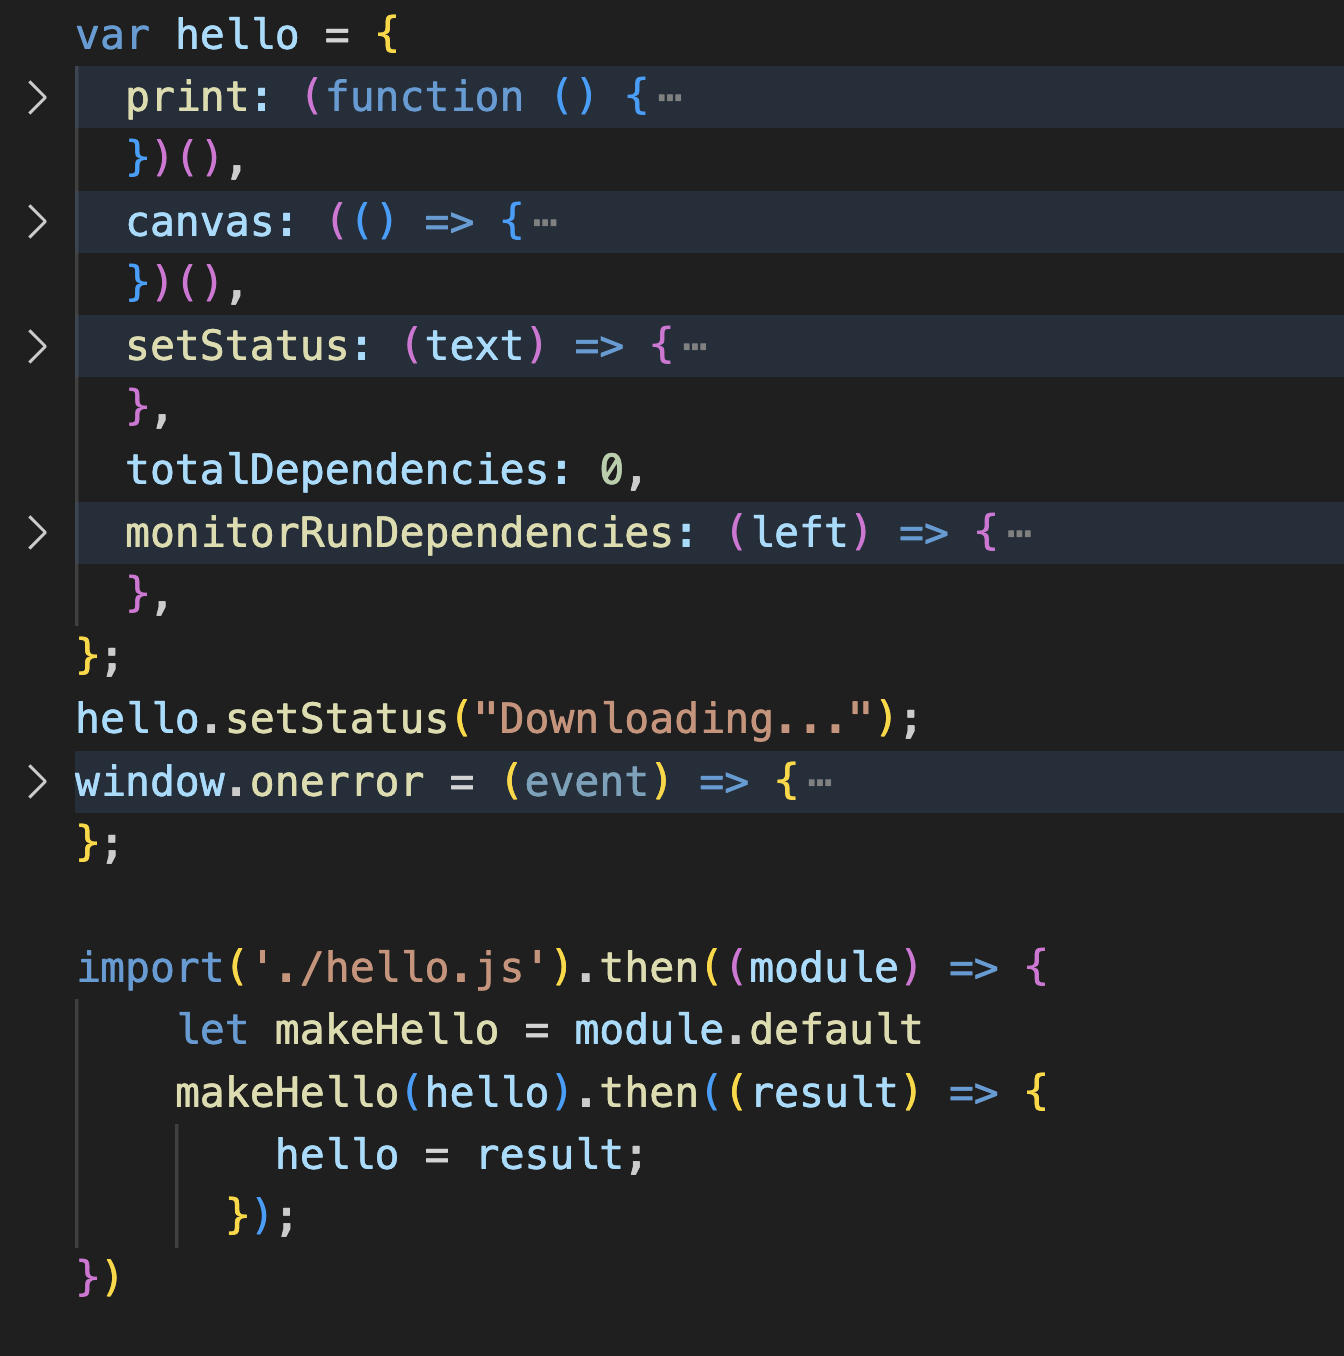 var hello = {
  print: (function () {⋯
  })(),
  canvas: (() => {⋯
  })(),
  setStatus: (text) => {⋯
  },
  totalDependencies: 0,
  monitorRunDependencies: (left) => {⋯
  },
};
hello.setStatus("Downloading...");
window.onerror = (event) => {⋯
};

import('./hello.js').then((module) => {
    let makeHello = module.default
    makeHello(hello).then((result) => {
        hello = result;
      });
})